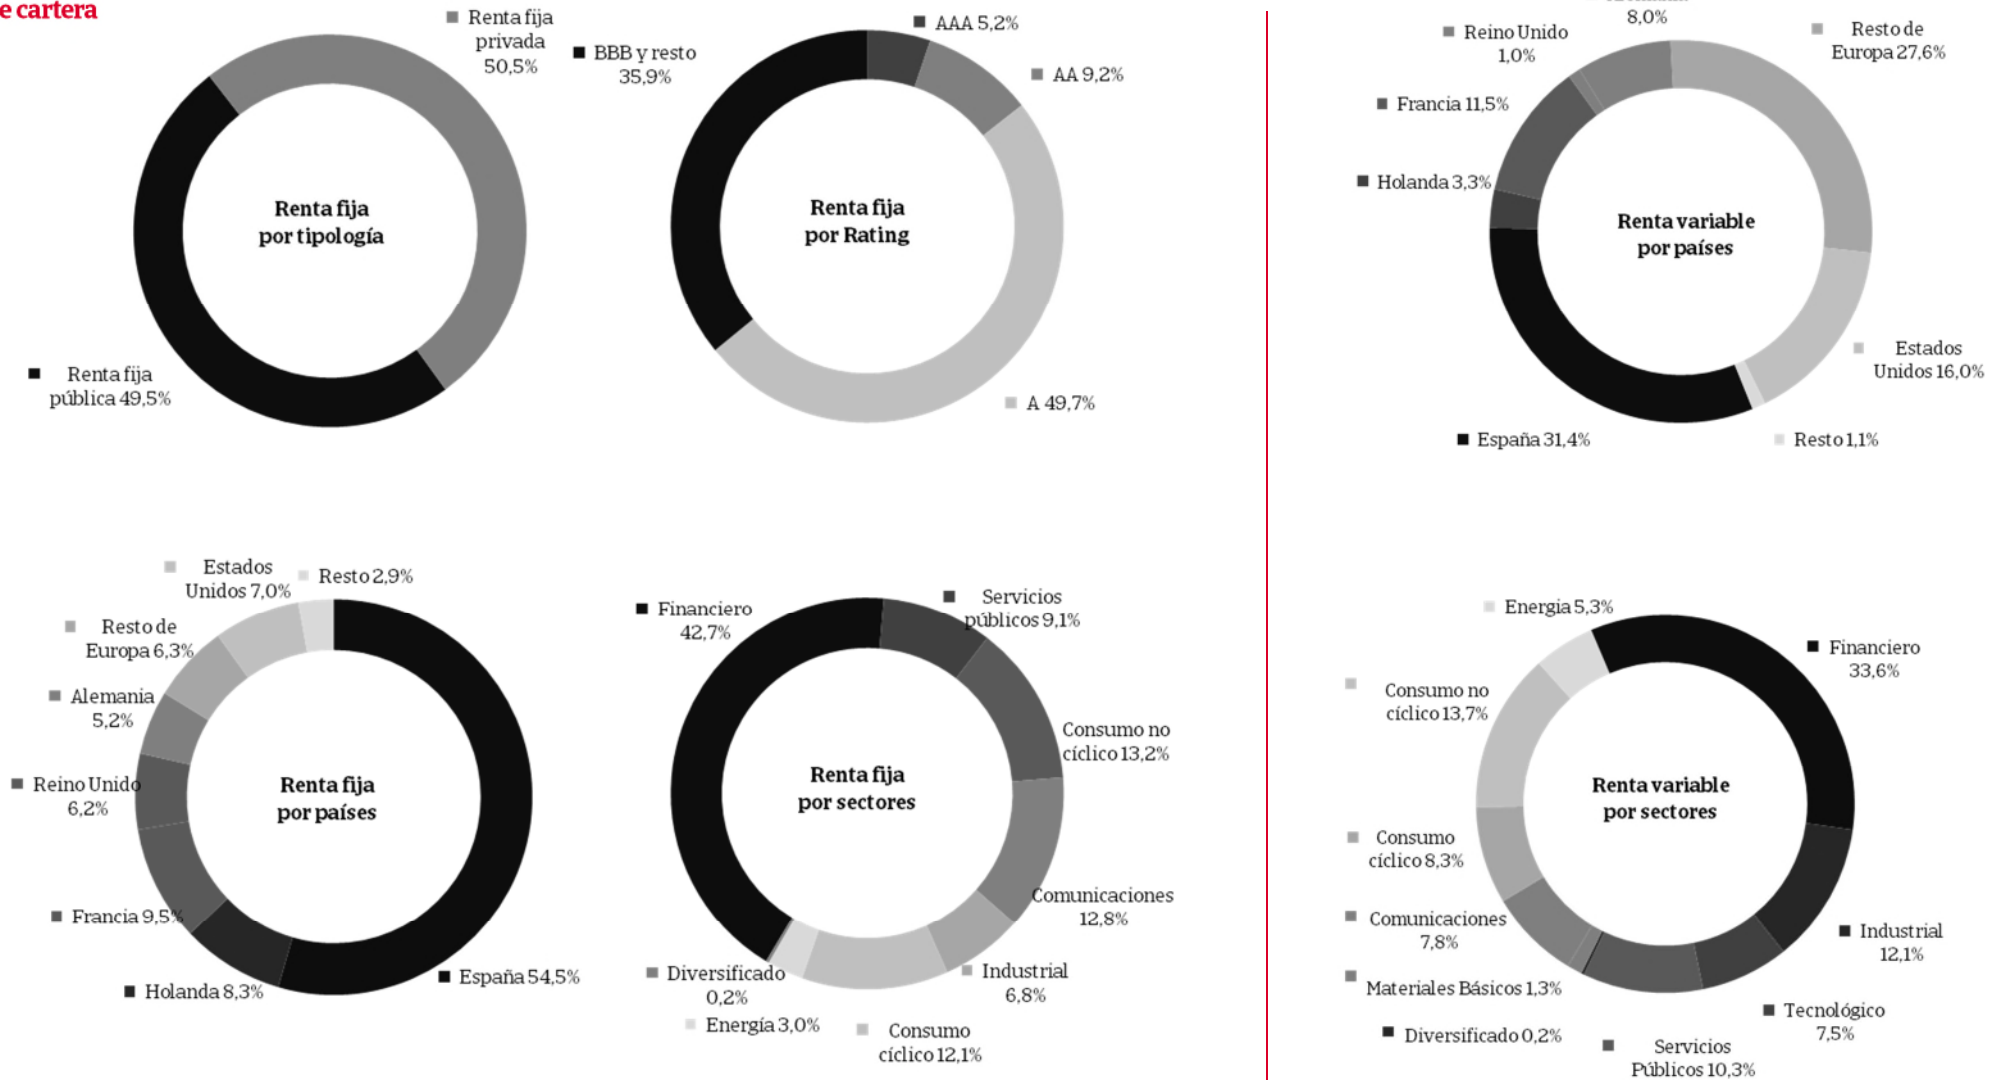 e cartera
Renta fija
privada
50,5%
Renta fija
por tipología
Renta fija
pública 49,5%
AAA 5,2%
BBB y resto
35,9%
AA 9,2%
Renta fija
por Rating
A 49,7%
8,0%
Reino Unido
1,0%
Resto de
Europa 27,6%
Francia 11,5%
Holanda 3,3%
Renta variable
por países
Estados
Unidos 16,0%
España 31,4%
Resto 1,1%
Estados
Unidos 7,0%
Resto 2,9%
Resto de
Europa 6,3%
Alemania
5,2%
Reino Unido
6,2%
Renta fija
por países
Francia 9,5%
Holanda 8,3%
España 54,5%
Financiero
42,7%
Servicios
públicos 9,1%
Consumo no
cíclico 13,2%
Renta fija
por sectores
Comunicaciones
12,8%
Diversificado
0,2%
Industrial
6,8%
Energía 3,0%
Consumo
cíclico 12,1%
Energia 5,3%
Financiero
33,6%
Consumo no
cíclico 13,7%
Renta variable
por sectores
Consumo
cíclico 8,3%
Comunicaciones
7,8%
Industrial
12,1%
Materiales Básicos 1,3%
Tecnológico
7,5%
Diversificado 0,2%
Servicios
Públicos 10,3%